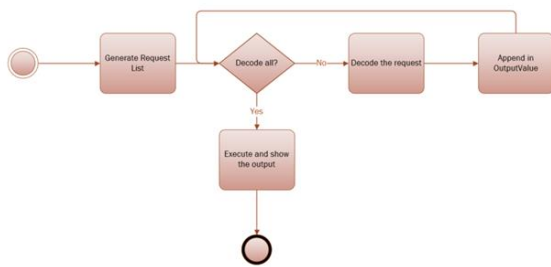 Generate Request
List
Decode all?
No
Decode the request
Append in
OutputValue
Yes
Execute and show
the output